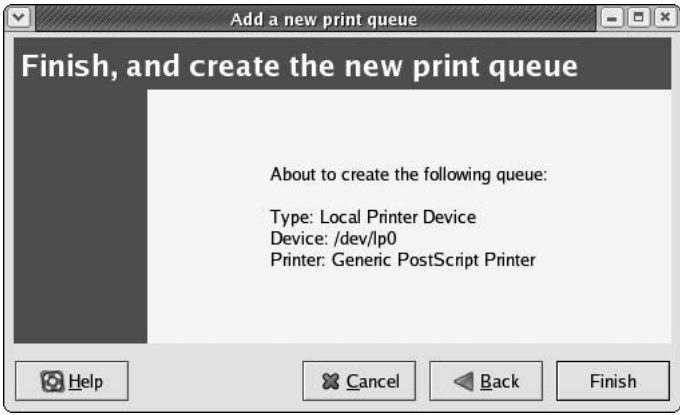 Add a new print queue
Finish, and create the new print queue
About to create the following queue:
Type: Local Printer Device
Device: /dev/lp0
Printer: Generic PostScript Printer
Help
Cancel
Back
Finish